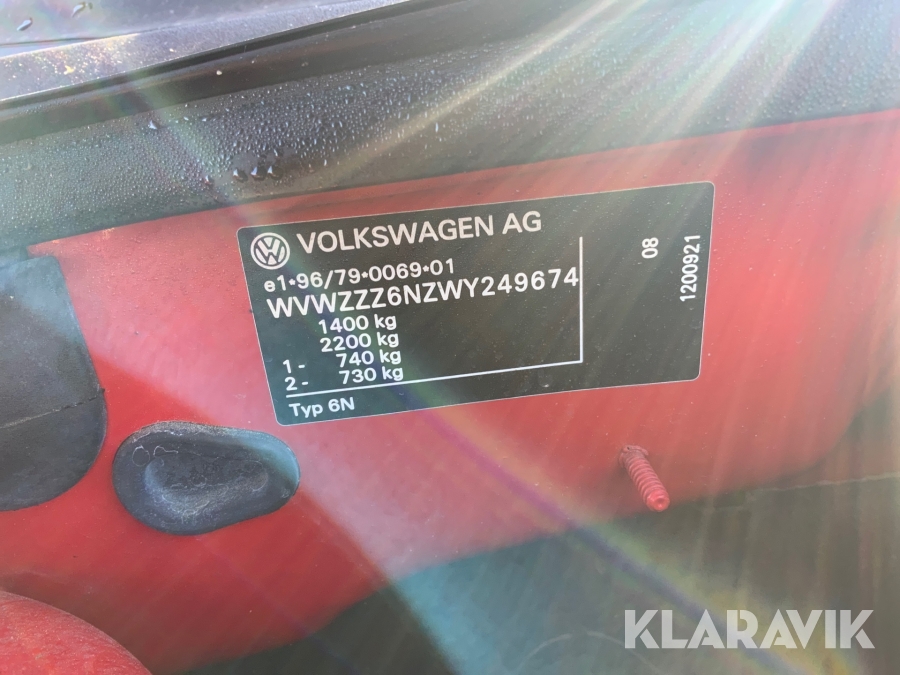 VOLKSWAGEN AG
e1*96/79*0069*01
WVWZZZ6NZWY249674
1400 kg
2200 kg
1- 740 kg
2- 730 kg
Typ 6N
08
1200921
KLARAVIK